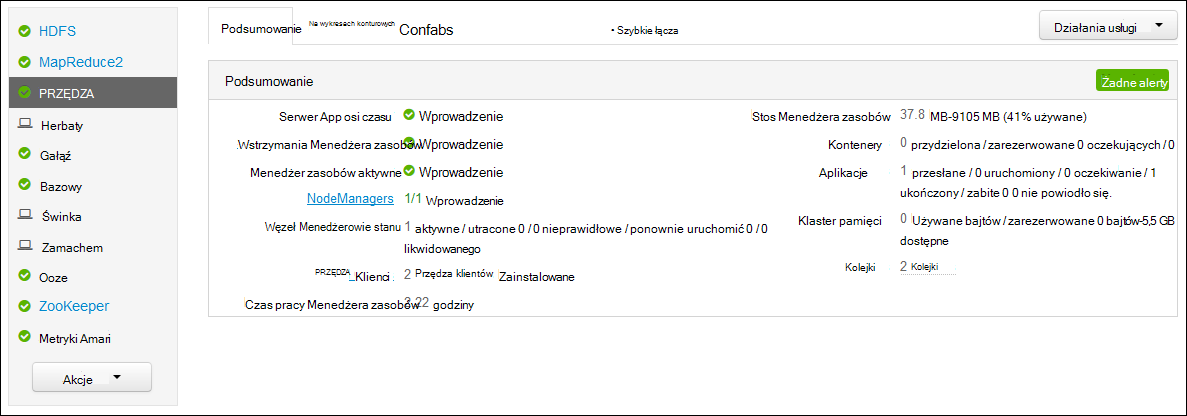 HDFS
MapReduce2
PRZĘDZA
Herbaty
Gałąź
Bazowy
Świnka
Zamachem
Ooze
ZooKeeper
Metryki Amari
Akcje
Podsumowanie Na wykresach konturowych Confabs • Szybkie łącza Działania usługi
Podsumowanie Żadne alerty
Serwer App osi czasu Wprowadzenie
.Wstrzymania Menedżera zasobów Wprowadzenie
Menedżer zasobów aktywne Wprowadzenie
NodeManagers 1/1 Wprowadzenie
Węzeł Menedżerowie stanu 1 aktywne / utracone 0 / 0 nieprawidłowe / ponownie uruchomić 0 / 0
likwidowanego
PRZĘDZA_Klienci. 2 Przędza klientów Zainstalowane
Czas pracy Menedżera zasobów 3.22 godziny
Stos Menedżera zasobów 37.8 MB-9105 MB (41% używane)
Kontenery 0 przydzielona / zarezerwowane 0 oczekujących / 0
Aplikacje 1 przesłane / 0 uruchomiony / 0 oczekiwanie / 1
ukończony / zabite 0 0 nie powiodło się.
Klaster pamięci 0 Używane bajtów / zarezerwowane 0 bajtów-5,5 GB
dostępne
Kolejki 2 Kolejki